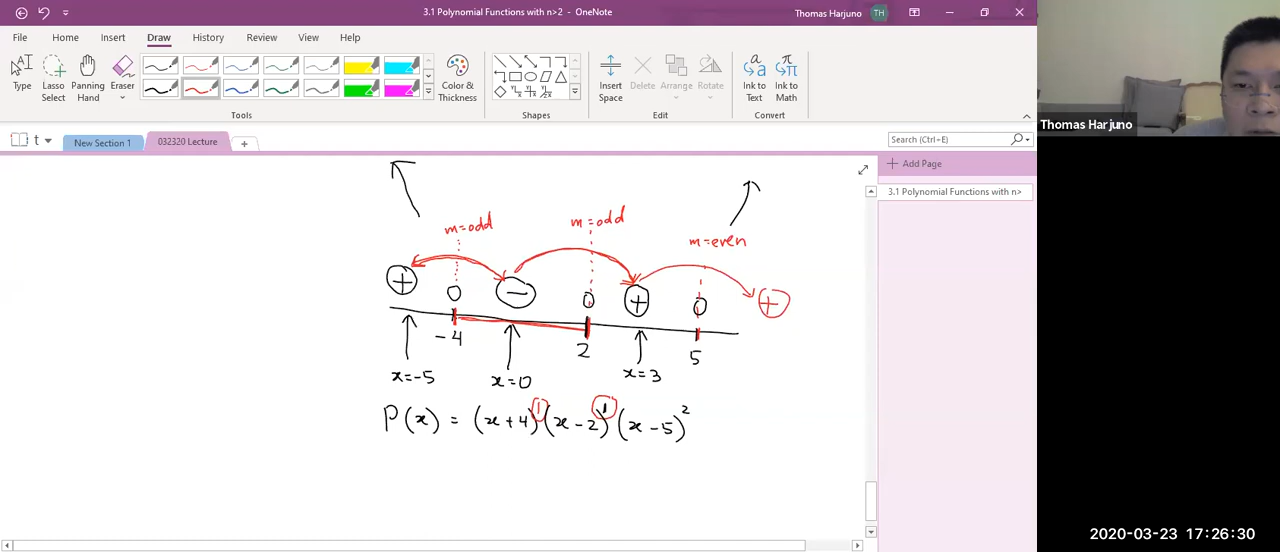 3.1 Polynomial Functions with n>2 - OneNote
Thomas Harjuno TH
File Home Insert Draw History Review View Help
Type Lasso Select Panning Hand Eraser Color & Thickness Insert Space Delete Arrange Rotate Ink to Text Ink to Math
Tools Shapes Edit Convert
t New Section 1 032320 Lecture + Search (Ctrl+E)
Thomas Harjuno
Add Page
3.1 Polynomial Functions with n>
m=odd m=odd m=even
+ 0 − 0 + 0 +
-4 2 5
x=-5 x=0 x=3
P(x) = (x+4)¹(x-2)¹(x-5)²
2020-03-23 17:26:30